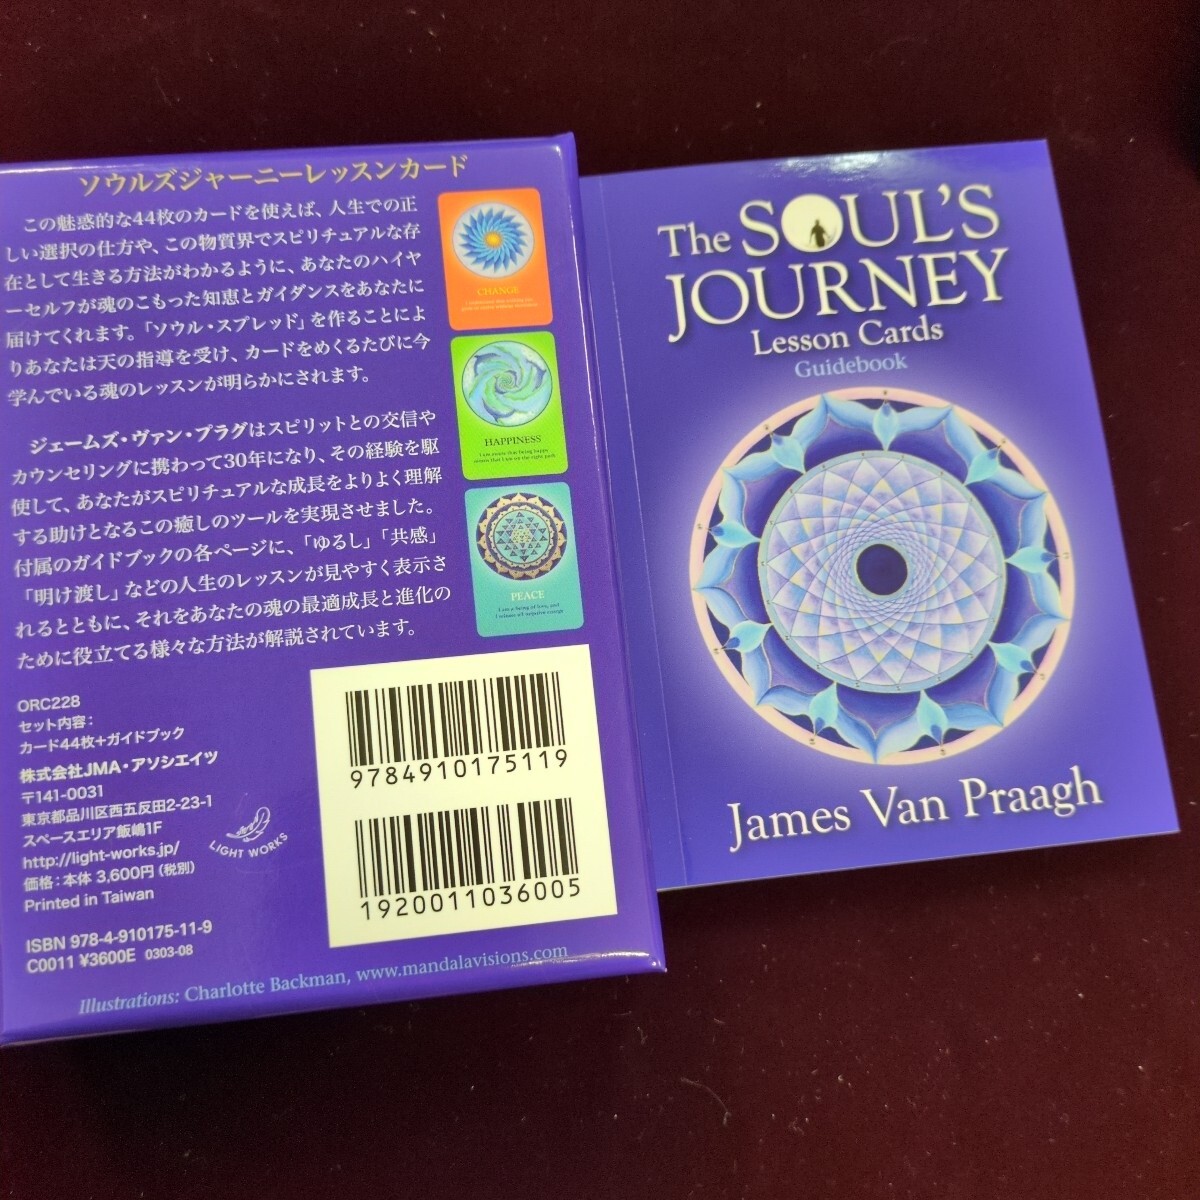 ソウルズジャーニーレッスンカード
この魅惑的な44枚のカードを使えば、人生での正
しい選択の仕方や、この物質界でスピリチュアルな存
在として生きる方法がわかるように、あなたのハイヤ
ーセルフが魂のこもった知恵とガイダンスをあなたに
届けてくれます。「ソウル・スプレッド」を作ることによ
りあなたは天の指導を受け、カードをめくるたびに今
学んでいる魂のレッスンが明らかにされます。
ジェームズ・ヴァン・プラグはスピリットとの交信や
カウンセリングに携わって30年になり、その経験を駆
使して、あなたがスピリチュアルな成長をよりよく理解
する助けとなるこの癒しのツールを実現させました。
付属のガイドブックの各ページに、「ゆるし」「共感」
「明け渡し」などの人生のレッスンが見やすく表示さ
れるとともに、それをあなたの魂の最適成長と進化の
ために役立てる様々な方法が解説されています。
CHANGE
HAPPINESS
I am aware that being happy
means that I am on the right path.
PEACE
I am a being of love, and
I release all negative energy.
ORC228
セット内容：
カード44枚+ガイドブック
株式会社JMA・アソシエイツ
〒141-0031
東京都品川区西五反田2-23-1
スペースエリア飯嶋1F
http://light-works.jp/
価格：本体 3,600円（税別）
Printed in Taiwan
LIGHT WORKS
ISBN 978-4-910175-11-9
C0011 ¥3600E 0303-08
9784910175119
1920011036005
Illustrations: Charlotte Backman, www.mandalavisions.com
The SOUL'S
JOURNEY
Lesson Cards
Guidebook
James Van Praagh